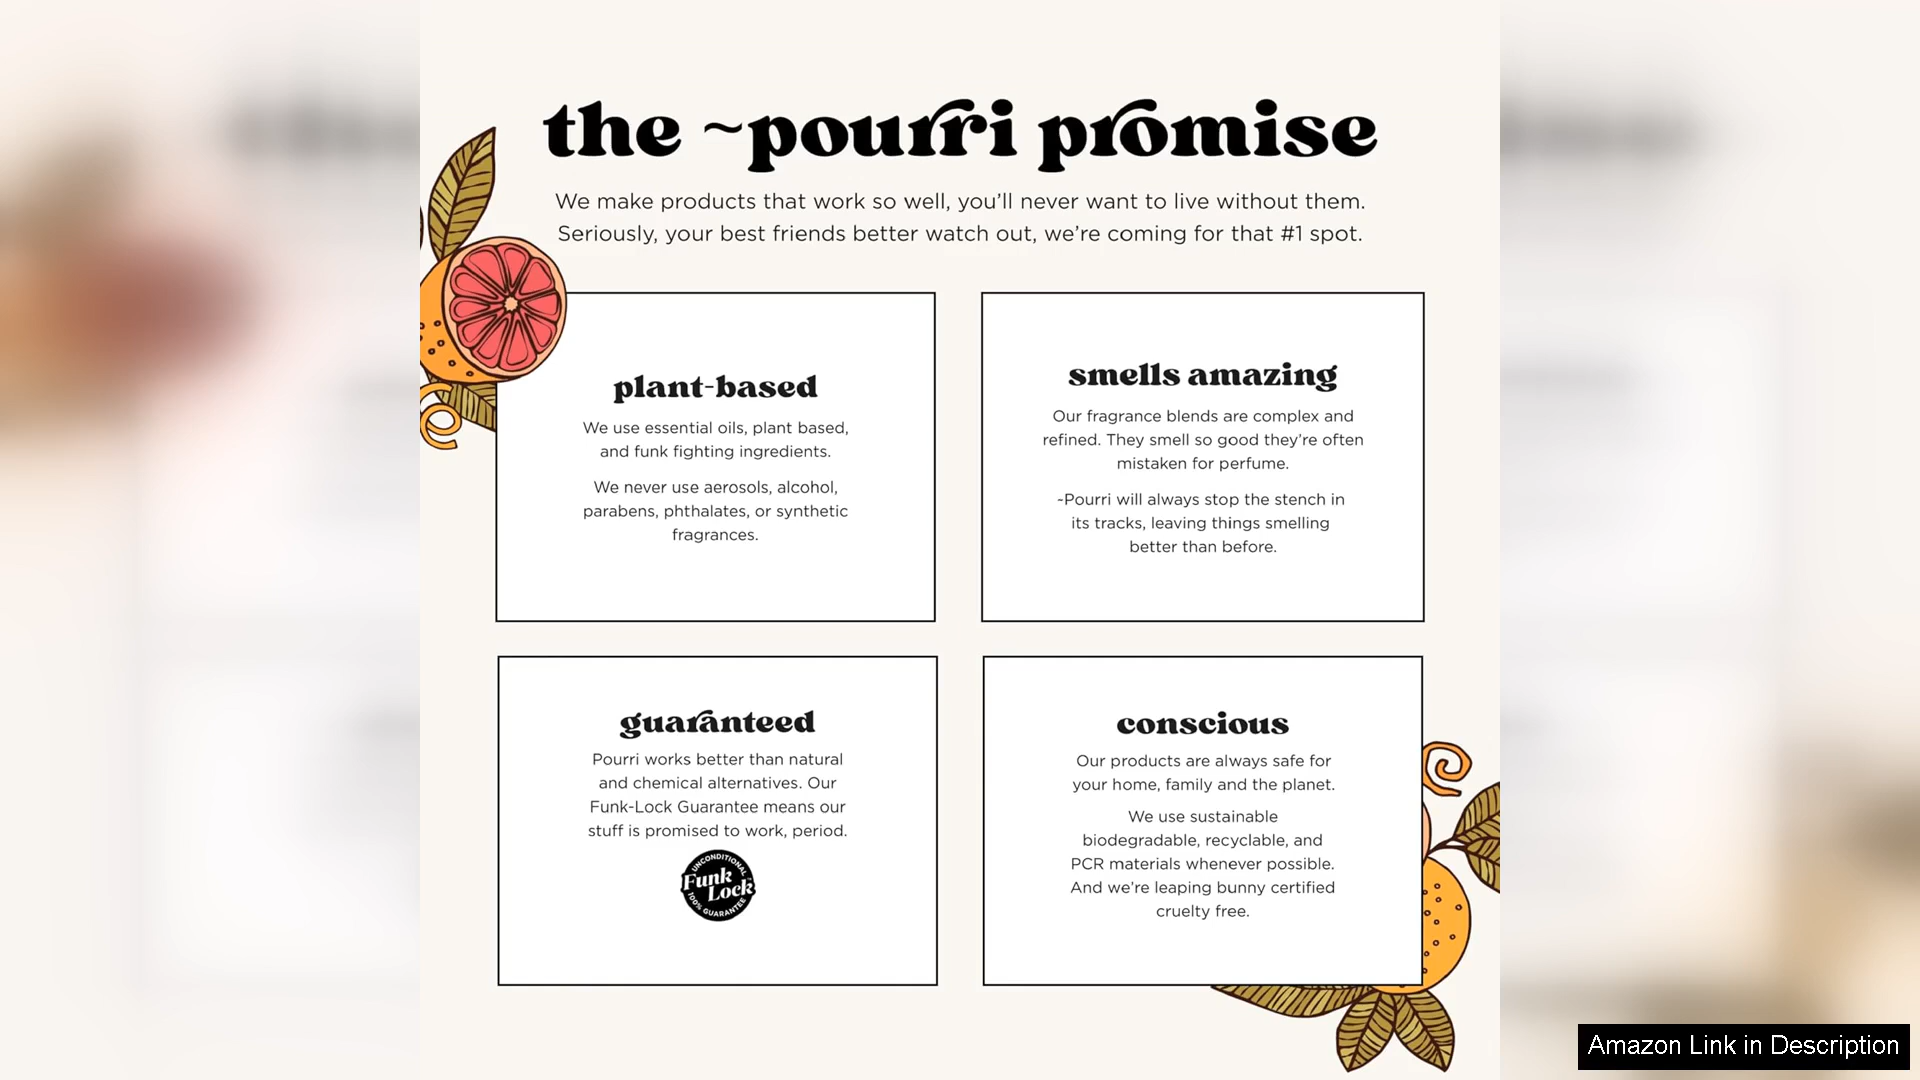 the ~pourri promise
We make products that work so well, you’ll never want to live without them.
Seriously, your best friends better watch out, we’re coming for that #1 spot.
plant-based
We use essential oils, plant based,
and funk fighting ingredients.
We never use aerosols, alcohol,
parabens, phthalates, or synthetic
fragrances.
smells amazing
Our fragrance blends are complex and
refined. They smell so good they’re often
mistaken for perfume.
~Pourri will always stop the stench in
its tracks, leaving things smelling
better than before.
guaranteed
Pourri works better than natural
and chemical alternatives. Our
Funk-Lock Guarantee means our
stuff is promised to work, period.
UNCONDITIONAL
Funk
Lock
100% GUARANTEE
conscious
Our products are always safe for
your home, family and the planet.
We use sustainable
biodegradable, recyclable, and
PCR materials whenever possible.
And we’re leaping bunny certified
cruelty free.
Amazon Link in Description